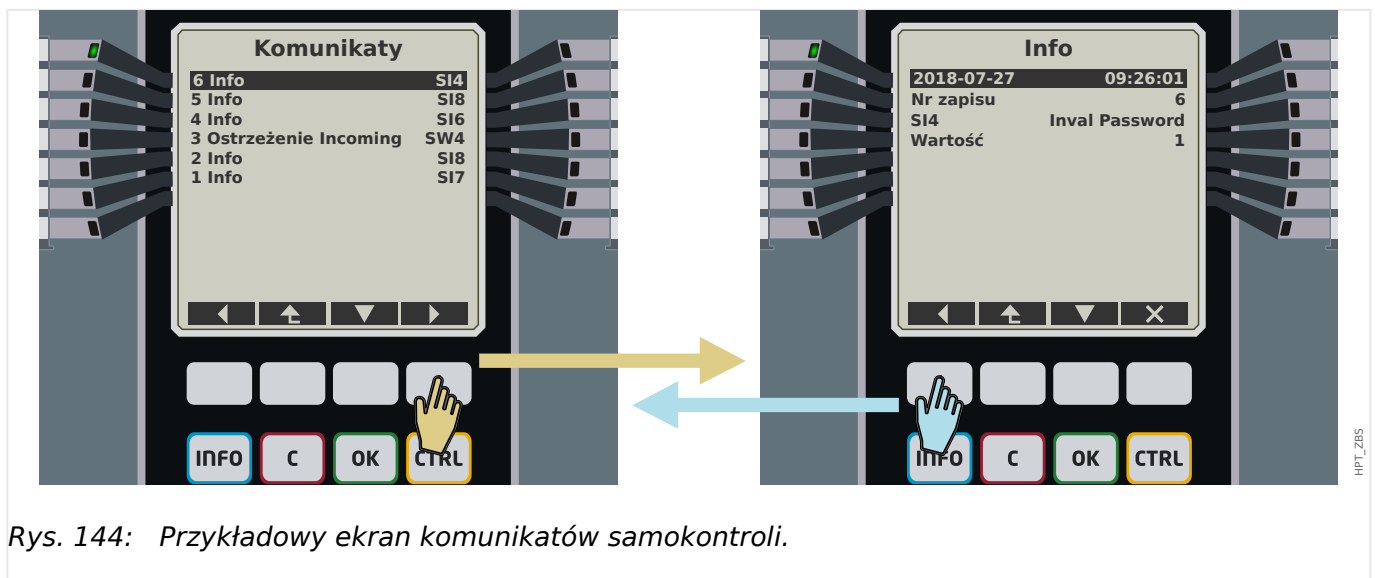 Komunikaty
6 Info SI4
5 Info SI8
4 Info SI6
3 Ostrzeżenie Incoming SW4
2 Info SI8
1 Info SI7
INFO C OK CTRL
Info
2018-07-27 09:26:01
Nr zapisu 6
SI4 Inval Password
Wartość 1
INFO C OK CTRL
HPT_ZBS
Rys. 144: Przykładowy ekran komunikatów samokontroli.